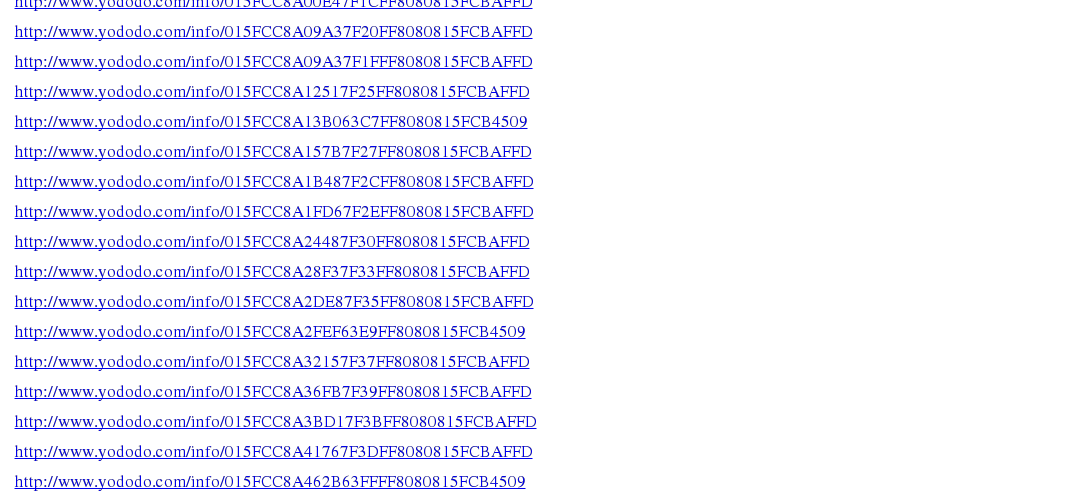 http://www.yododo.com/info/015FCC8A00E47F1CFF8080815FCBAFFD
http://www.yododo.com/info/015FCC8A09A37F20FF8080815FCBAFFD
http://www.yododo.com/info/015FCC8A09A37F1FFF8080815FCBAFFD
http://www.yododo.com/info/015FCC8A12517F25FF8080815FCBAFFD
http://www.yododo.com/info/015FCC8A13B063C7FF8080815FCB4509
http://www.yododo.com/info/015FCC8A157B7F27FF8080815FCBAFFD
http://www.yododo.com/info/015FCC8A1B487F2CFF8080815FCBAFFD
http://www.yododo.com/info/015FCC8A1FD67F2EFF8080815FCBAFFD
http://www.yododo.com/info/015FCC8A24487F30FF8080815FCBAFFD
http://www.yododo.com/info/015FCC8A28F37F33FF8080815FCBAFFD
http://www.yododo.com/info/015FCC8A2DE87F35FF8080815FCBAFFD
http://www.yododo.com/info/015FCC8A2FEF63E9FF8080815FCB4509
http://www.yododo.com/info/015FCC8A32157F37FF8080815FCBAFFD
http://www.yododo.com/info/015FCC8A36FB7F39FF8080815FCBAFFD
http://www.yododo.com/info/015FCC8A3BD17F3BFF8080815FCBAFFD
http://www.yododo.com/info/015FCC8A41767F3DFF8080815FCBAFFD
http://www.yododo.com/info/015FCC8A462B63FFFF8080815FCB4509